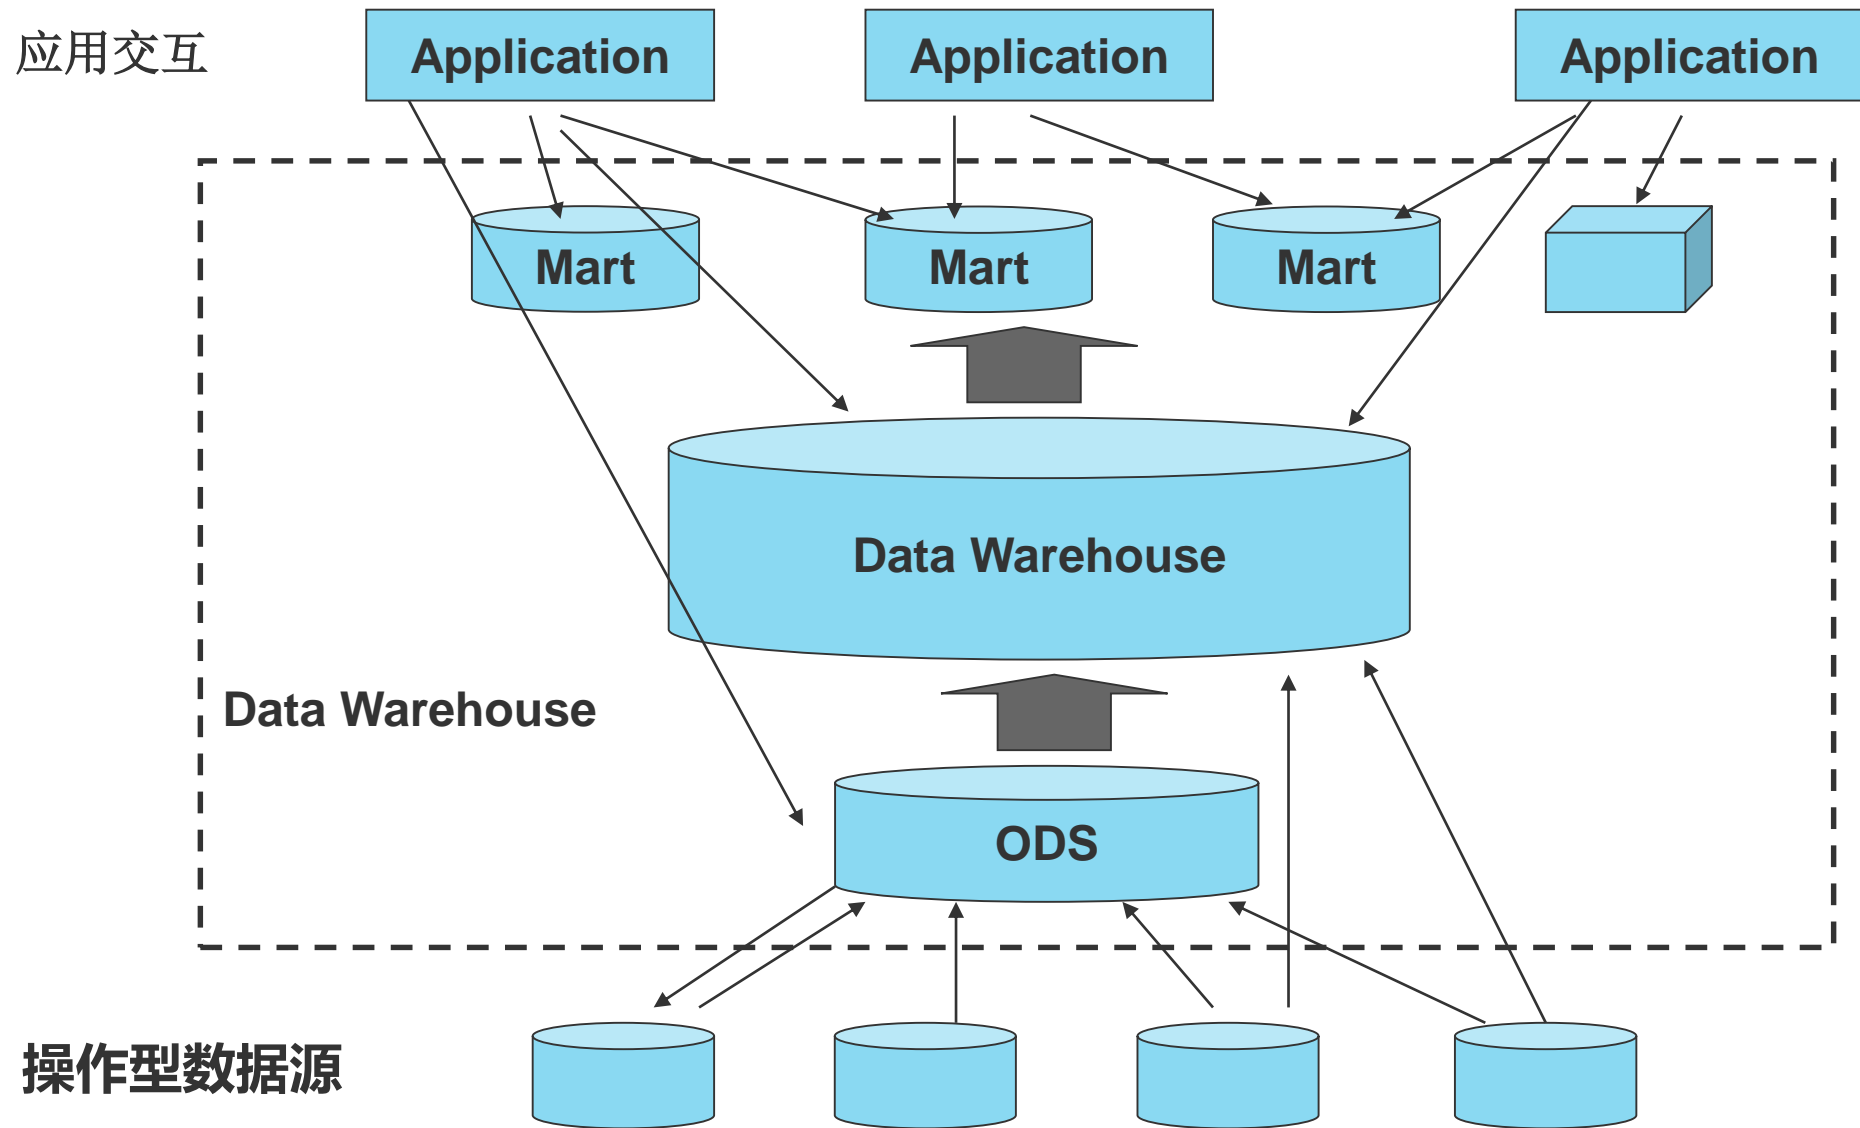 应用交互
Application
Application
Application
Mart
Mart
Mart
Data Warehouse
Data Warehouse
ODS
操作型数据源